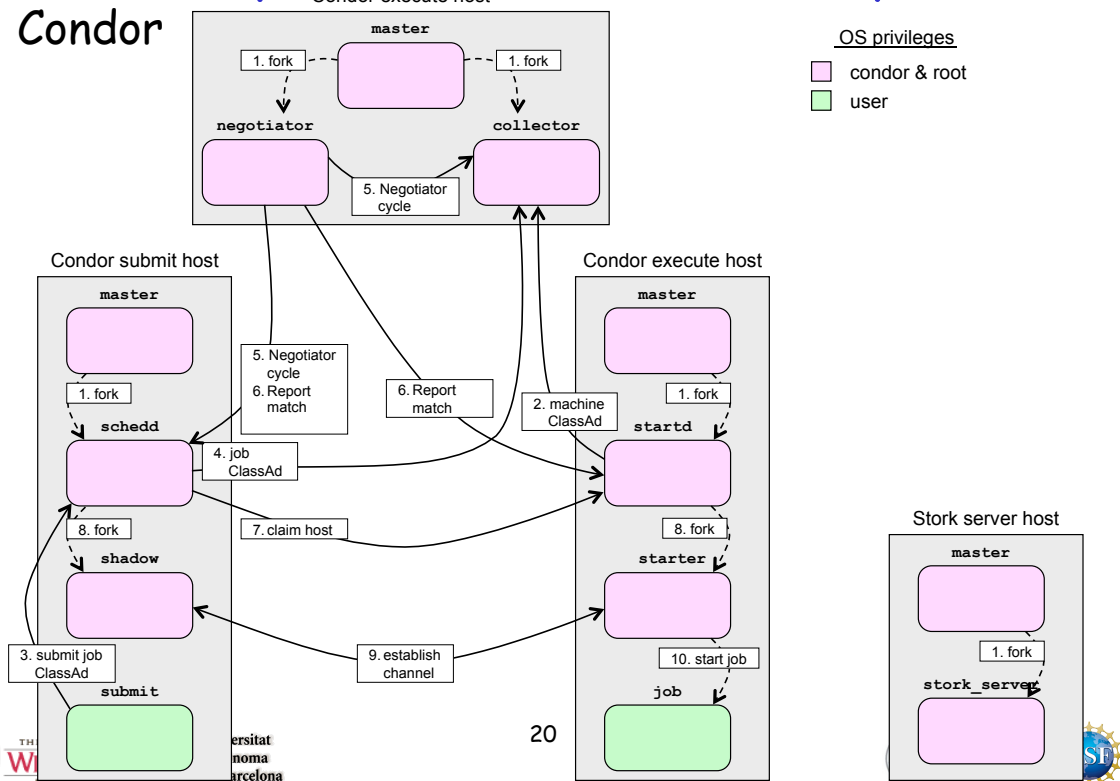 Condor
Condor execute host
master
1. fork
1. fork
negotiator
collector
5. Negotiator
cycle
OS privileges
condor & root
user
Condor submit host
master
1. fork
schedd
5. Negotiator
cycle
6. Report
match
6. Report
match
4. job
ClassAd
7. claim host
8. fork
shadow
3. submit job
ClassAd
submit
9. establish
channel
Condor execute host
master
1. fork
2. machine
ClassAd
startd
8. fork
starter
10. start job
job
Stork server host
master
1. fork
stork_server
20
TH
WI
ersitat
noma
arcelona
SF